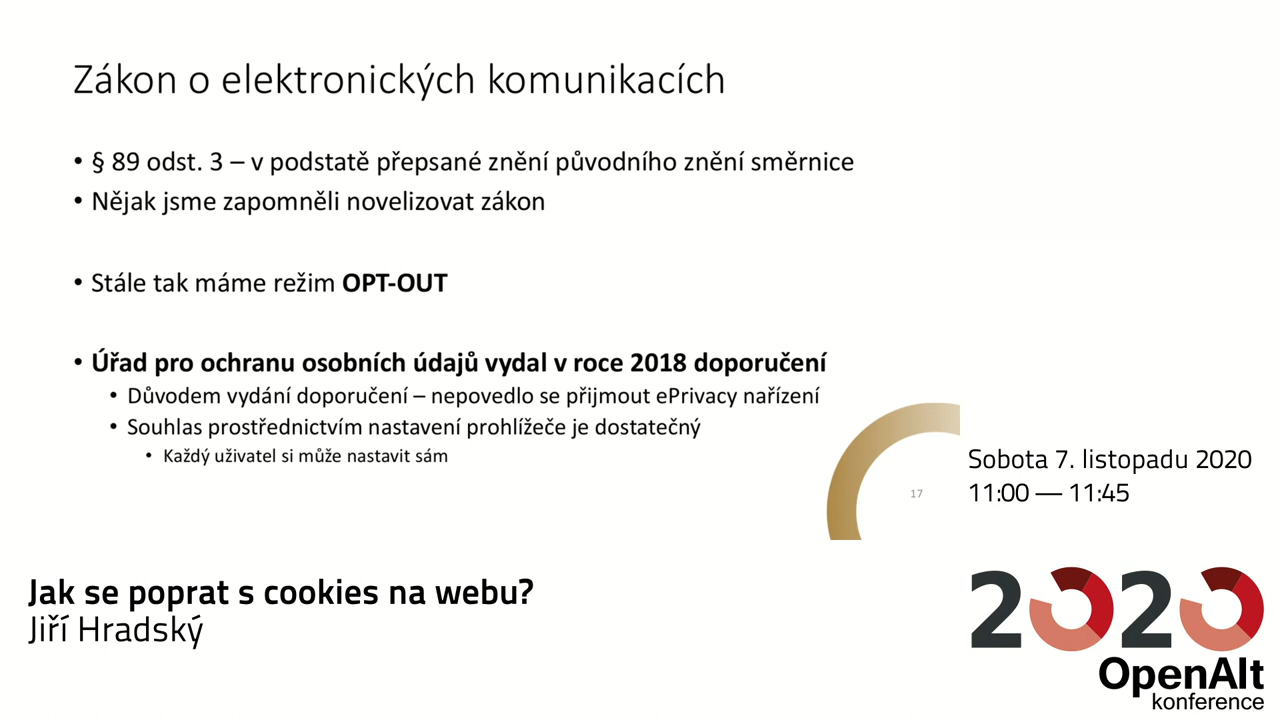 Zákon o elektronických komunikacích
• § 89 odst. 3 – v podstatě přepsané znění původního znění směrnice
• Nějak jsme zapomněli novelizovat zákon
• Stále tak máme režim OPT-OUT
• Úřad pro ochranu osobních údajů vydal v roce 2018 doporučení
• Důvodem vydání doporučení – nepovedlo se přijmout ePrivacy nařízení
• Souhlas prostřednictvím nastavení prohlížeče je dostatečný
• Každý uživatel si může nastavit sám
17
Sobota 7. listopadu 2020
11:00 — 11:45
Jak se poprat s cookies na webu?
Jiří Hradský
2020
OpenAlt
konference